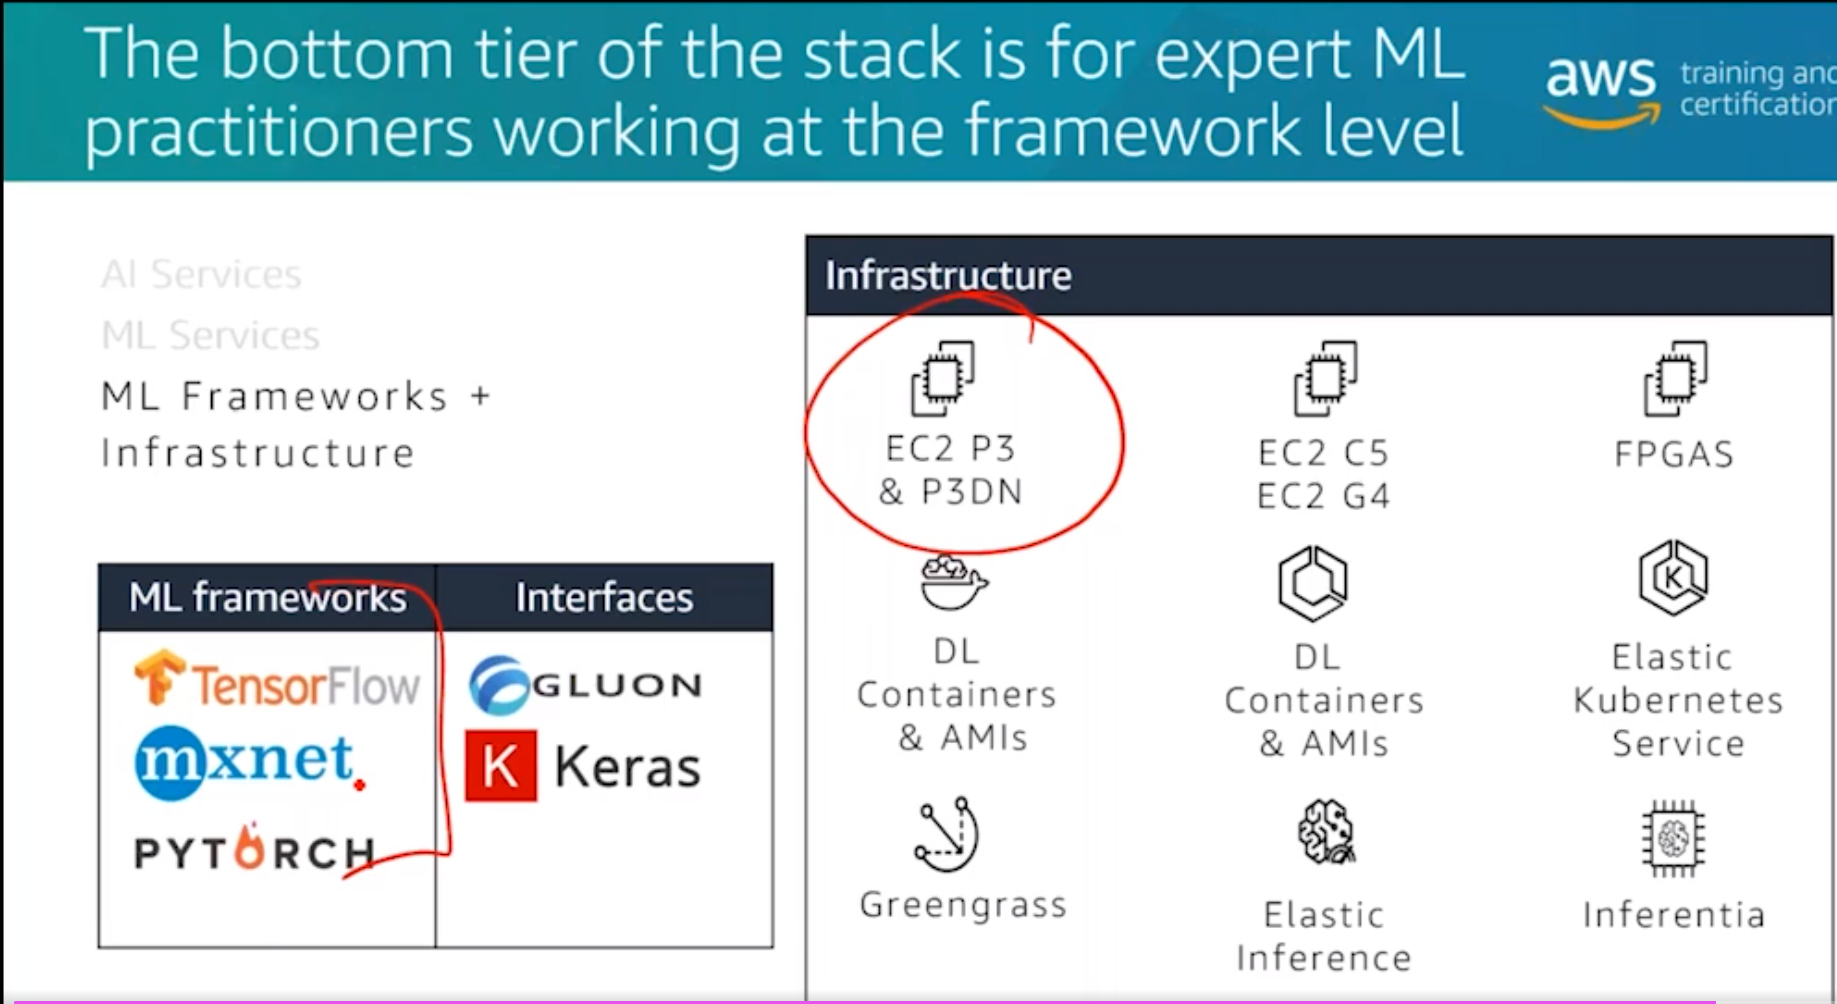 The bottom tier of the stack is for expert ML
practitioners working at the framework level
aws
training and
certification
AI Services
ML Services
ML Frameworks +
Infrastructure
ML frameworks
Interfaces
TensorFlow
mxnet
PYTORCH
GLUON
K Keras
Infrastructure
EC2 P3
& P3DN
EC2 C5
EC2 G4
FPGAS
DL
Containers
& AMIs
DL
Containers
& AMIs
K
Elastic
Kubernetes
Service
Greengrass
Elastic
Inference
Inferentia